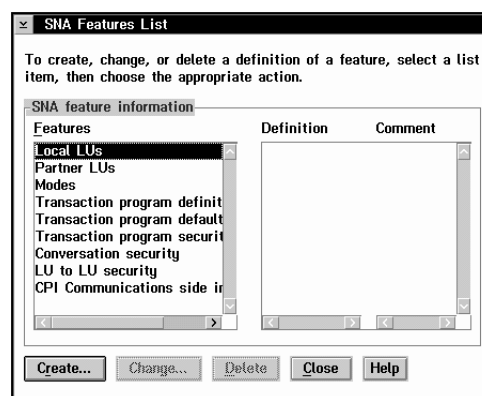 SNA Features List
To create, change, or delete a definition of a feature, select a list
item, then choose the appropriate action.
SNA feature information
Features Definition Comment
Local LUs
Partner LUs
Modes
Transaction program definit
Transaction program default
Transaction program securit
Conversation security
LU to LU security
CPI Communications side in
Create... Change... Delete Close Help